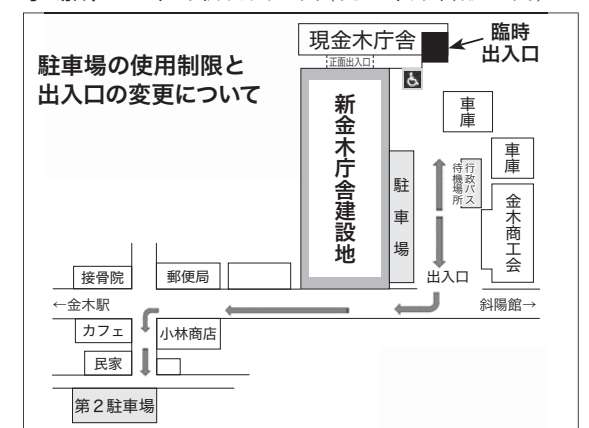 現金木庁舎
臨時
出入口
正面出入口
駐車場の使用制限と
出入口の変更について
新金木庁舎建設地
車庫
車庫
行政バス
待機場所
駐車場
金木商工会
出入口
接骨院
郵便局
←金木駅
斜陽館→
カフェ
小林商店
民家
第2駐車場